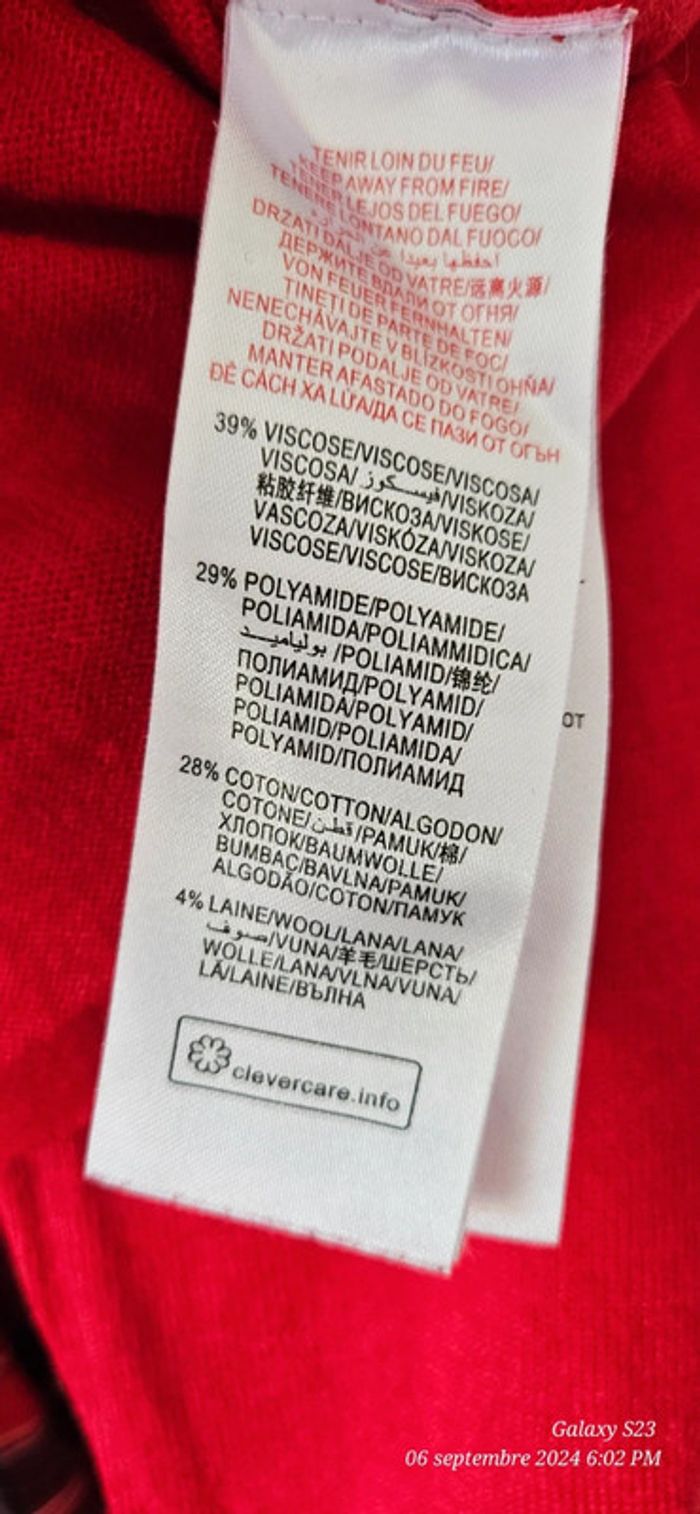 TENIR LOIN DU FEU/
KEEP AWAY FROM FIRE/
TENER LEJOS DEL FUEGO/
TENERE LONTANO DAL FUOCO/
احفظها بعيدا عن
DRŽATI DALJE OD VATRE/远离火源/
ДЕРЖИТЕ ВДАЛИ ОТ ОГНЯ/
VON FEUER FERNHALTEN/
TINETI DE PARTE DE FOC/
NENECHÁVAJTE V BLÍZKOSTI OHŇA/
DRŽATI PODALJE OD VATRE/
MANTER AFASTADO DO FOGO/
ĐỂ CÁCH XA LỬA/ДА СЕ ПАЗИ ОТ ОГЪН
39% VISCOSE/VISCOSE/VISCOSA/
VISCOSA/ فيسكوز/VISKOZA/
粘胶纤维/ВИСКОЗА/VISKOSE/
VASCOZA/VISKÓZA/VISKOZA/
VISCOSE/VISCOSE/ВИСКОЗА
29% POLYAMIDE/POLYAMIDE/
POLIAMIDA/POLIAMMIDICA/
بولياميد /POLIAMID/锦纶/
ПОЛИАМИД/POLYAMID/
POLIAMIDA/POLYAMID/
POLIAMID/POLIAMIDA/
POLYAMID/ПОЛИАМИД
28% COTON/COTTON/ALGODON/
COTONE/قطن/PAMUK/棉/
ХЛОПОК/BAUMWOLLE/
BUMBAC/BAVLNA/PAMUK/
ALGODÃO/COTON/ПАМУК
4% LAINE/WOOL/LANA/LANA/
صوف/VUNA/羊毛/ШЕРСТЬ/
WOLLE/LANA/VLNA/VUNA/
LÃ/LAINE/ВЪЛНА
clevercare.info
ОТ
Galaxy S23
06 septembre 2024 6:02 PM